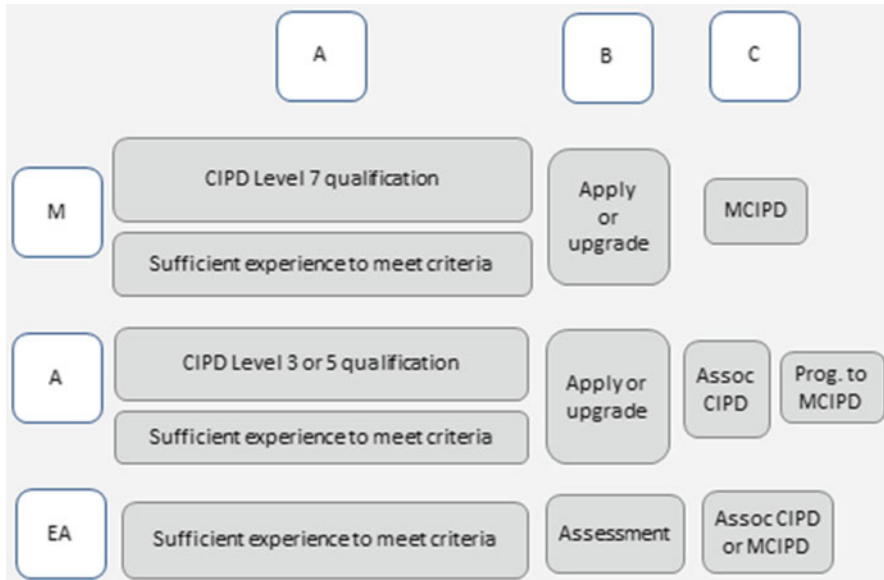 A
B
C
M
CIPD Level 7 qualification
Sufficient experience to meet criteria
Apply
or
upgrade
MCIPD
A
CIPD Level 3 or 5 qualification
Sufficient experience to meet criteria
Apply or
upgrade
Assoc
CIPD
Prog. to
MCIPD
EA
Sufficient experience to meet criteria
Assessment
Assoc CIPD
or MCIPD